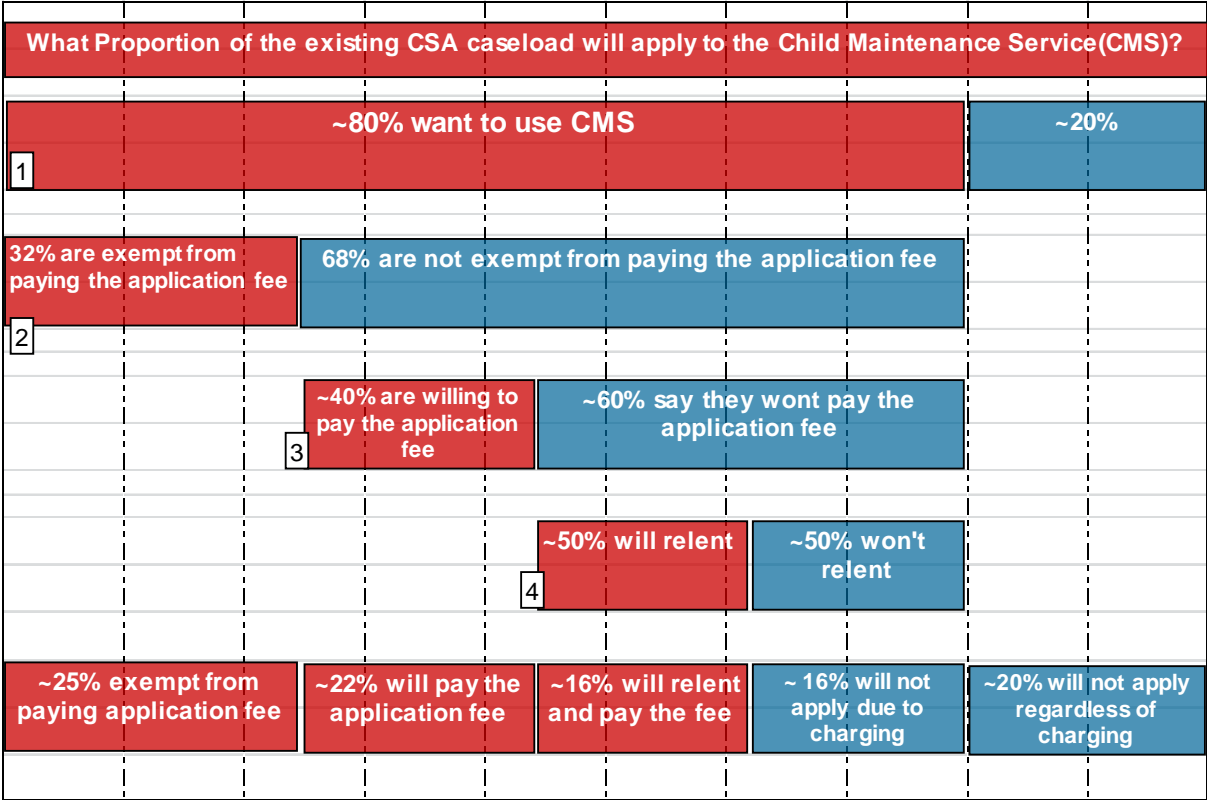 What Proportion of the existing CSA caseload will apply to the Child Maintenance Service(CMS)?
~80% want to use CMS
~20%
1
32% are exempt from
paying the application fee
68% are not exempt from paying the application fee
2
~40% are willing to
pay the application
fee
~60% say they wont pay the
application fee
3
~50% will relent
~50% won't
relent
4
~25% exempt from
paying application fee
~22% will pay the
application fee
~16% will relent
and pay the fee
~ 16% will not
apply due to
charging
~20% will not apply
regardless of
charging